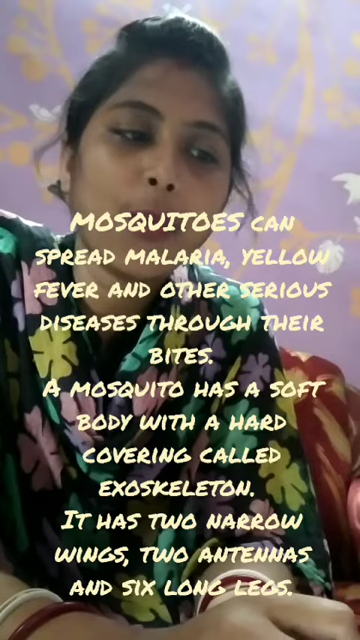 MOSQUITOES CAN
SPREAD MALARIA, YELLOW
FEVER AND OTHER SERIOUS
DISEASES THROUGH THEIR
BITES.
A MOSQUITO HAS A SOFT
BODY WITH A HARD
COVERING CALLED
EXOSKELETON.
IT HAS TWO NARROW
WINGS, TWO ANTENNAS
AND SIX LONG LEGS.